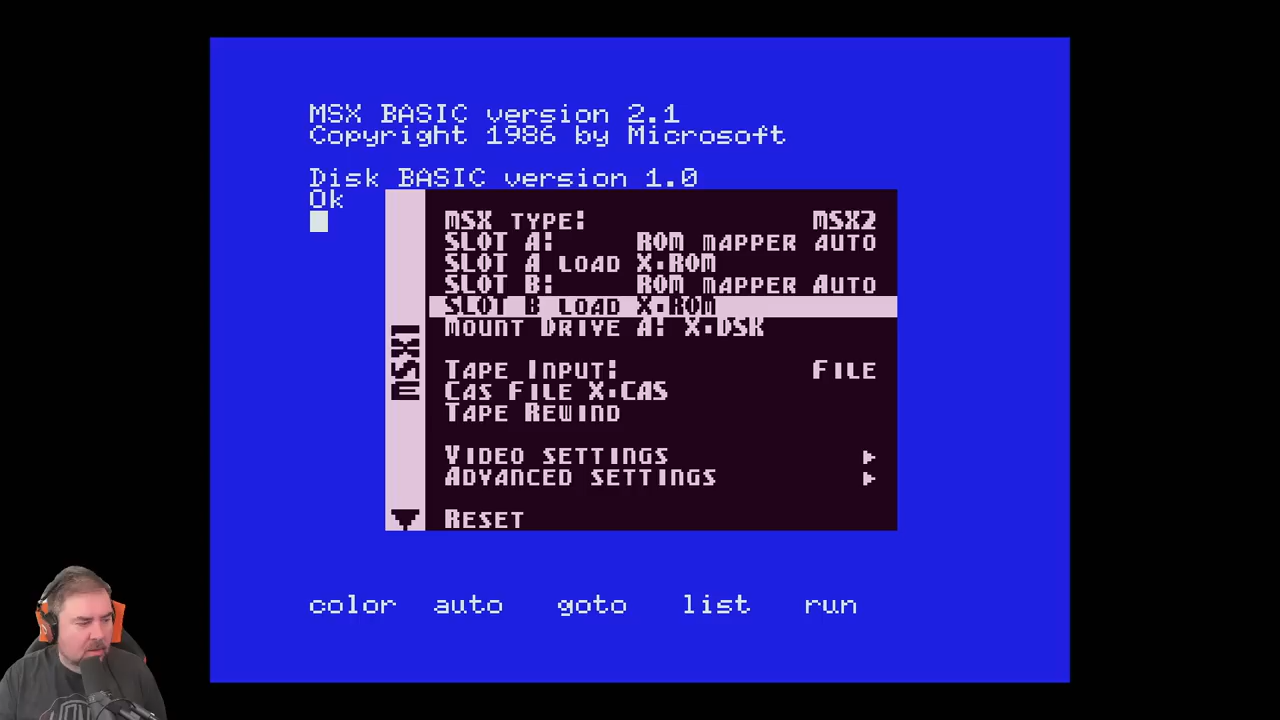 MSX BASIC version 2.1
Copyright 1986 by Microsoft
Disk BASIC version 1.0
Ok
MSX1
MSX TYPE: MSX2
SLOT A: ROM MAPPER AUTO
SLOT A LOAD X.ROM
SLOT B: ROM MAPPER AUTO
SLOT B LOAD X.ROM
MOUNT DRIVE A: X.DSK
TAPE INPUT: FILE
CAS FILE X.CAS
TAPE REWIND
VIDEO SETTINGS
ADVANCED SETTINGS
RESET
color auto goto list run